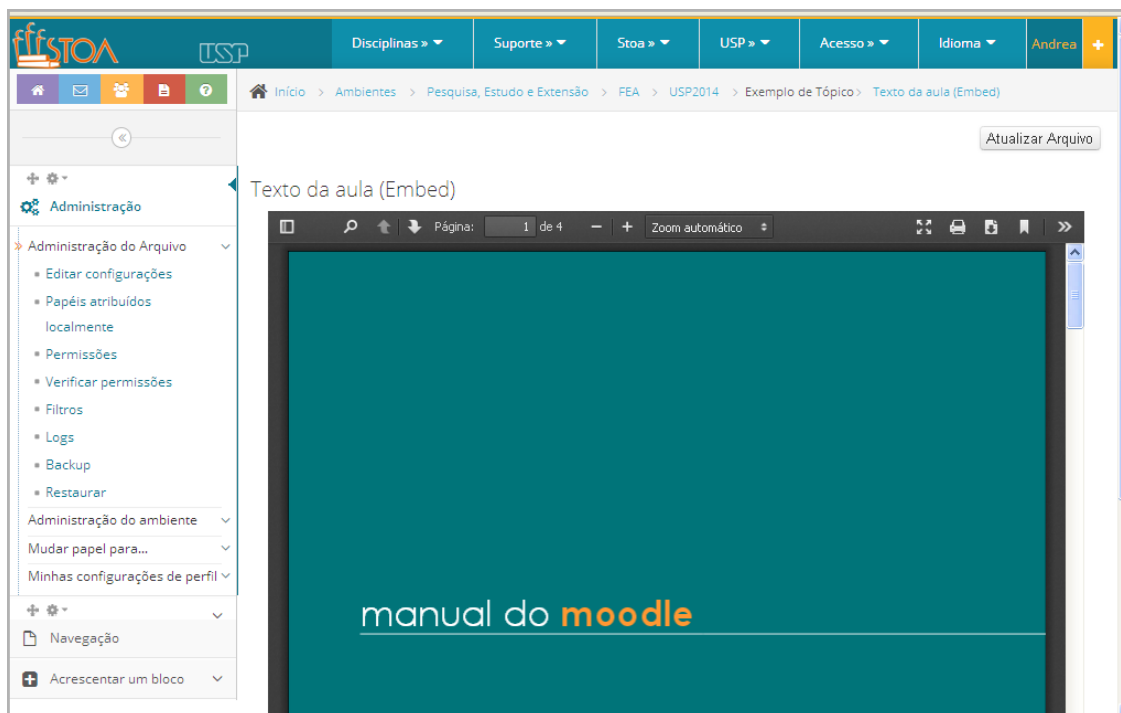 STOA USP Disciplinas » Suporte » Stoa » USP » Acesso » Idioma Andrea +
Início > Ambientes > Pesquisa, Estudo e Extensão > FEA > USP2014 > Exemplo de Tópico > Texto da aula (Embed)
Atualizar Arquivo
Administração
Administração do Arquivo
Editar configurações
Papéis atribuídos
localmente
Permissões
Verificar permissões
Filtros
Logs
Backup
Restaurar
Administração do ambiente
Mudar papel para...
Minhas configurações de perfil
Navegação
Acrescentar um bloco
Texto da aula (Embed)
Página: 1 de 4 − + Zoom automático
manual do moodle